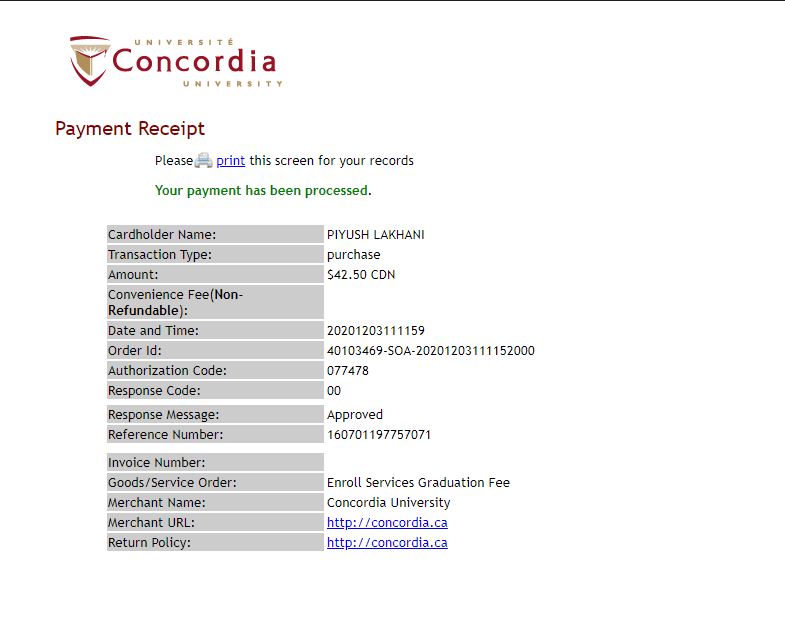 UNIVERSITÉ
Concordia
UNIVERSITY
Payment Receipt
Please print this screen for your records
Your payment has been processed.
Cardholder Name: PIYUSH LAKHANI
Transaction Type: purchase
Amount: $42.50 CDN
Convenience Fee(Non-
Refundable):
Date and Time: 20201203111159
Order Id: 40103469-SOA-20201203111152000
Authorization Code: 077478
Response Code: 00
Response Message: Approved
Reference Number: 160701197757071
Invoice Number:
Goods/Service Order: Enroll Services Graduation Fee
Merchant Name: Concordia University
Merchant URL: http://concordia.ca
Return Policy: http://concordia.ca